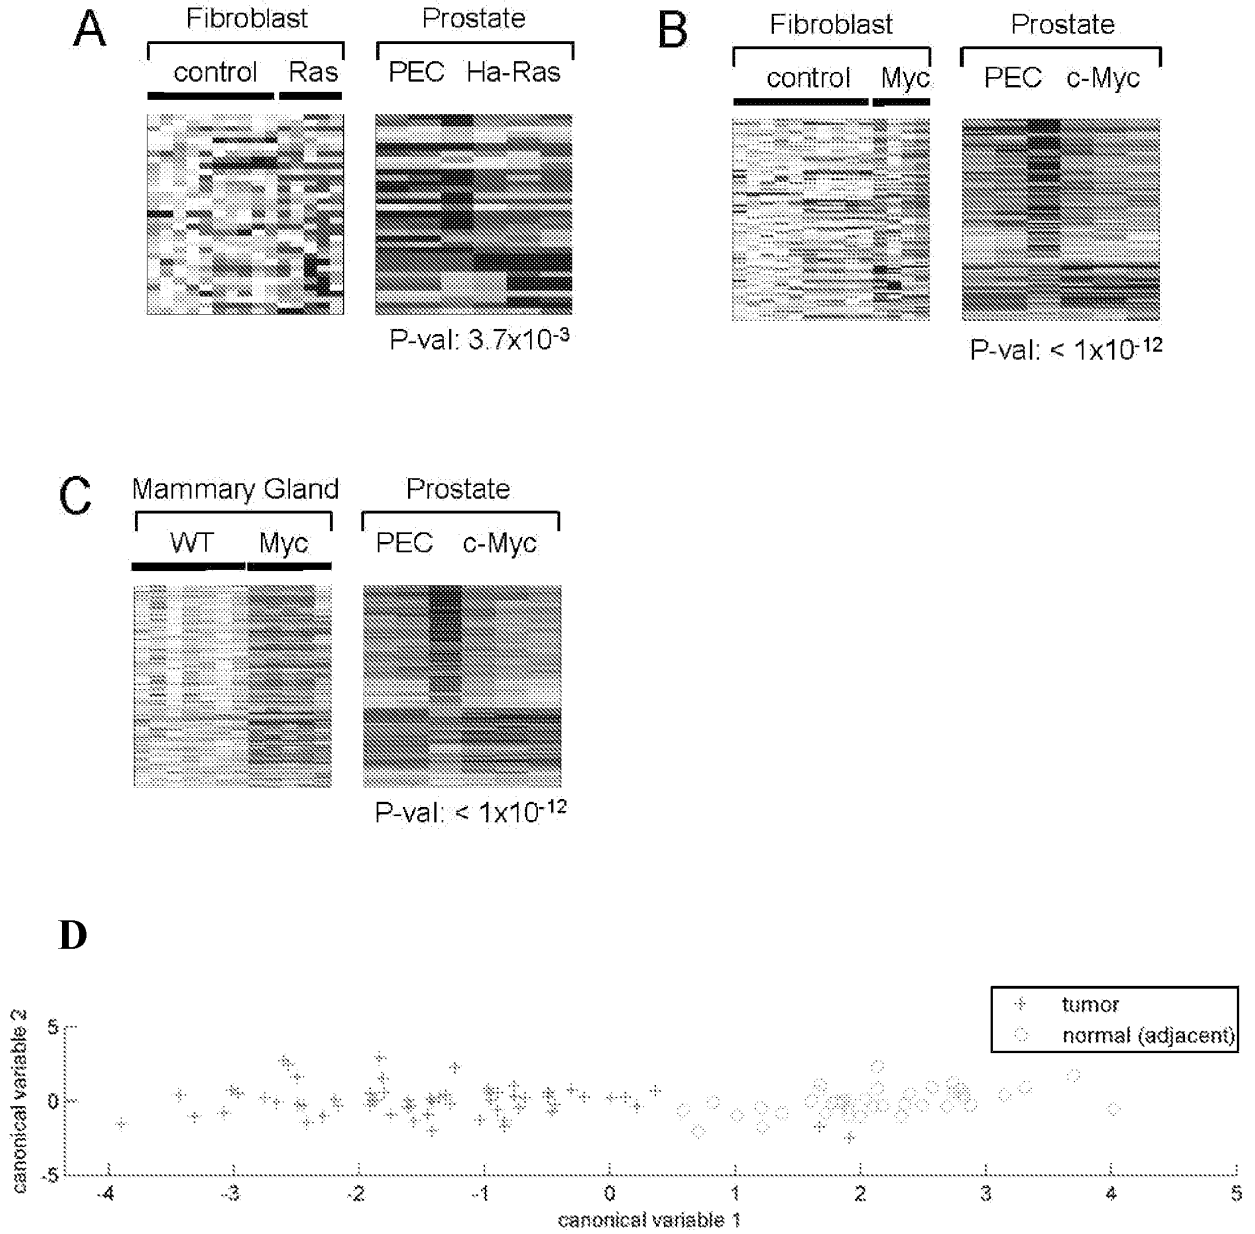 A
Fibroblast
Prostate
control Ras
PEC Ha-Ras
P-val: 3.7x10-3
B
Fibroblast
Prostate
control Myc
PEC c-Myc
P-val: < 1x10-12
C
Mammary Gland
Prostate
WT Myc
PEC c-Myc
P-val: < 1x10-12
D
tumor
normal (adjacent)
canonical variable 2
5
0
-5
-4 -3 -2 -1 0 1 2 3 4 5
canonical variable 1